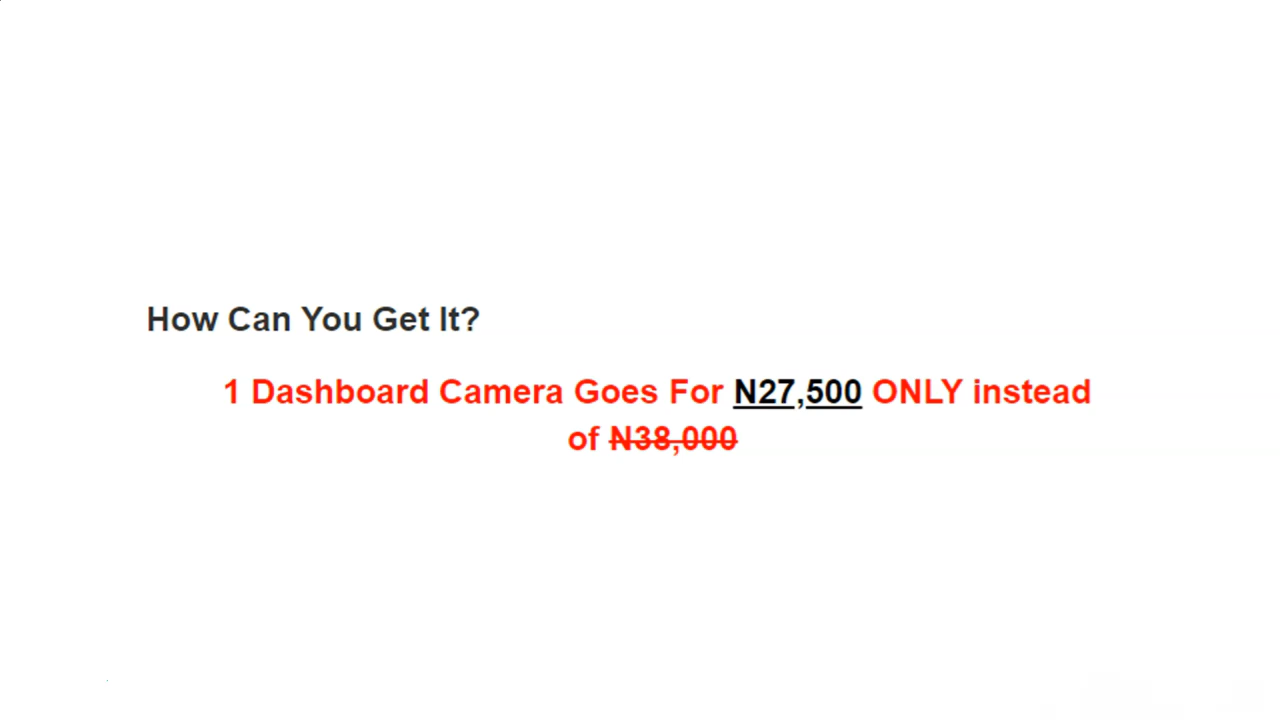 How Can You Get It?
1 Dashboard Camera Goes For N27,500 ONLY instead
of N38,000